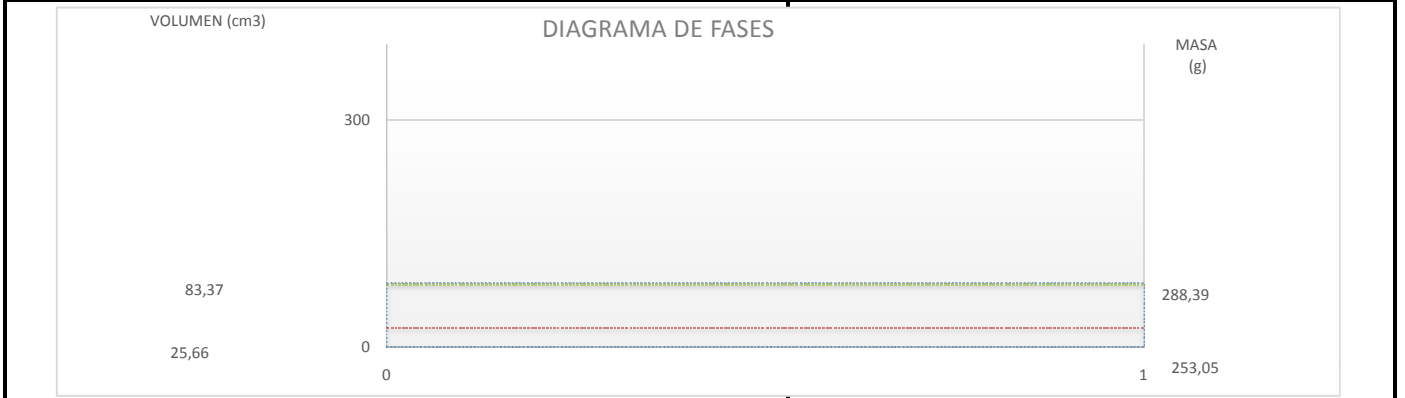 VOLUMEN (cm3)
DIAGRAMA DE FASES
MASA
(g)
300
83,37
288,39
25,66
0
253,05
0
1